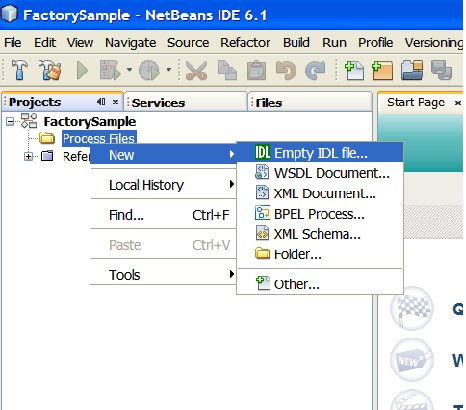 FactorySample - NetBeans IDE 6.1
File Edit View Navigate Source Refactor Build Run Profile Versioning
Projects Services Files Start Page
FactorySample
Process Files
Refer
New
Local History
Find... Ctrl+F
Paste Ctrl+V
Tools
IDL Empty IDL file...
WSDL Document...
XML Document...
BPEL Process...
XML Schema...
Folder...
Other...
Q
NEW W
T